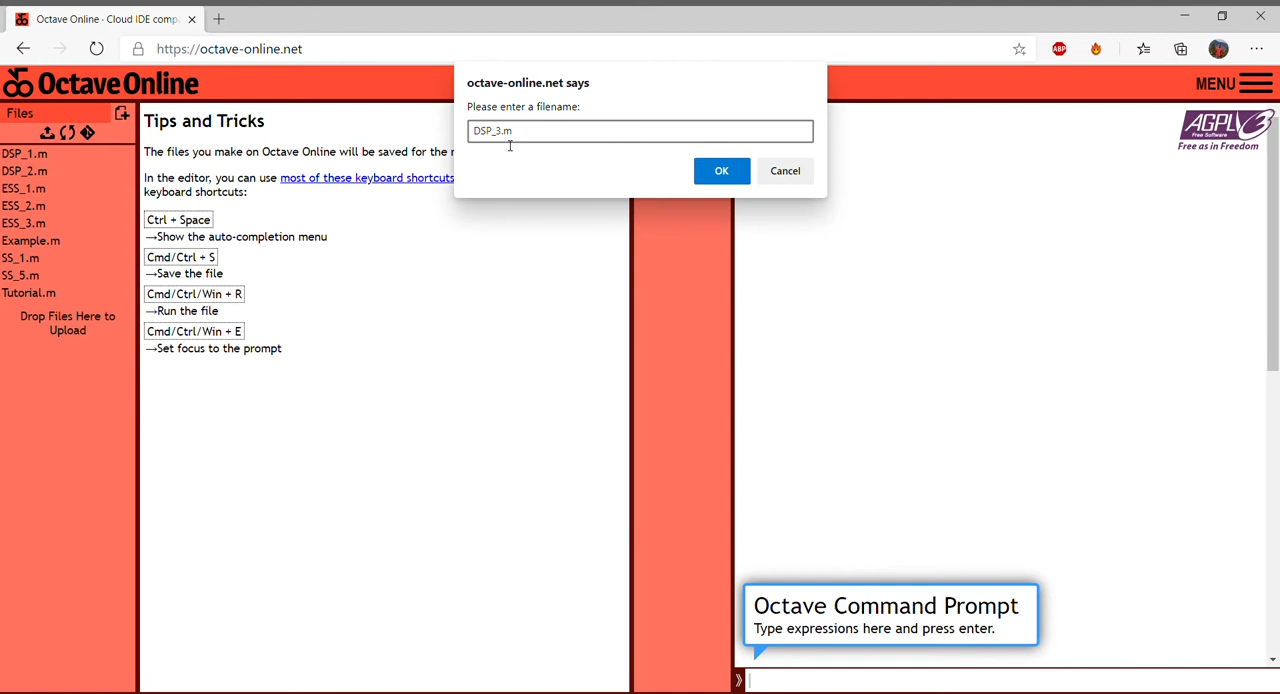 Octave Online · Cloud IDE comp
https://octave-online.net
ABP
Octave Online
MENU
octave-online.net says
Please enter a filename:
DSP_3.m
OK
Cancel
Files
DSP_1.m
DSP_2.m
ESS_1.m
ESS_2.m
ESS_3.m
Example.m
SS_1.m
SS_5.m
Tutorial.m
Drop Files Here to
Upload
Tips and Tricks
The files you make on Octave Online will be saved for the
In the editor, you can use most of these keyboard shortcuts
keyboard shortcuts:
Ctrl + Space
→Show the auto-completion menu
Cmd/Ctrl + S
→Save the file
Cmd/Ctrl/Win + R
→Run the file
Cmd/Ctrl/Win + E
→Set focus to the prompt
AGPLv3
Free Software
Free as in Freedom
Octave Command Prompt
Type expressions here and press enter.